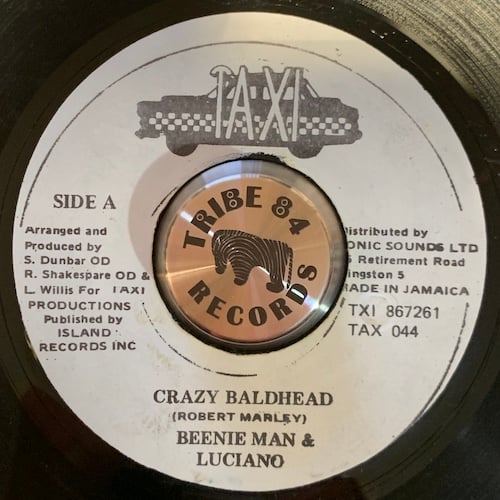 TAXI
SIDE A
Arranged and
Produced by
S. Dunbar OD
R. Shakespare OD &
L. Willis For TAXI
PRODUCTIONS
Published by
ISLAND
RECORDS INC
TRIBE 84
RECORDS
istributed by
ONIC SOUNDS LTD
Retirement Road
ingston 5
MADE IN JAMAICA
TXI 867261
TAX 044
CRAZY BALDHEAD
(ROBERT MARLEY)
BEENIE MAN &
LUCIANO